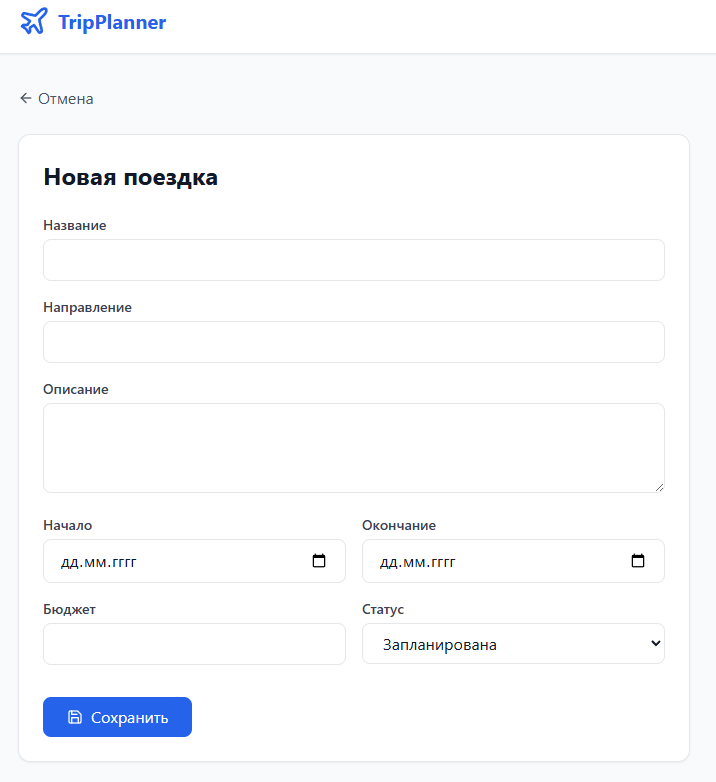 TripPlanner
← Отмена
Новая поездка
Название
Направление
Описание
Начало Окончание
дд.мм.гггг дд.мм.гггг
Бюджет Статус
Запланирована
Сохранить